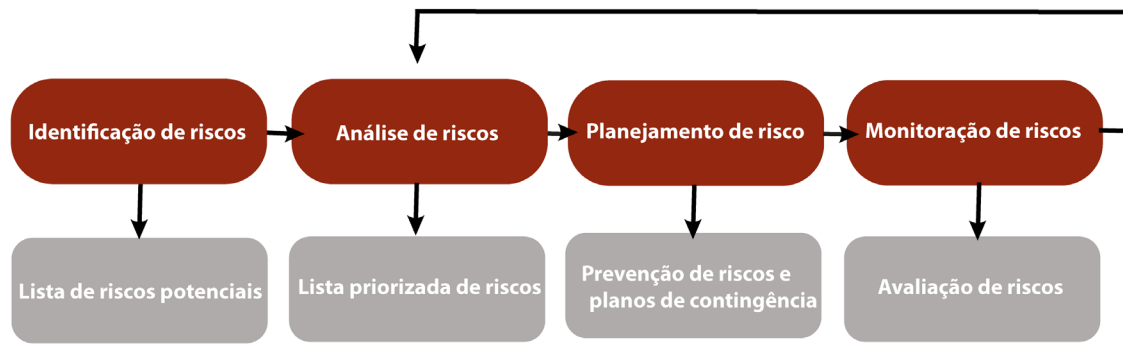 Identificação de riscos
Análise de riscos
Planejamento de risco
Monitoração de riscos
Lista de riscos potenciais
Lista priorizada de riscos
Prevenção de riscos e
planos de contingência
Avaliação de riscos